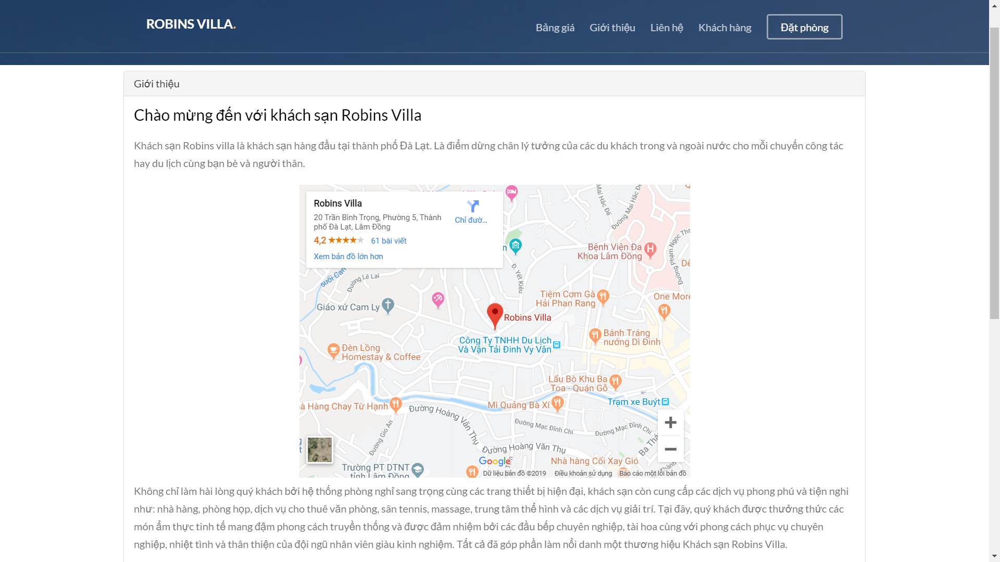 ROBINS VILLA.
Bảng giá
Giới thiệu
Liên hệ
Khách hàng
Đặt phòng
Giới thiệu
Chào mừng đến với khách sạn Robins Villa
Khách sạn Robins villa là khách sạn hàng đầu tại thành phố Đà Lạt. Là điểm dừng chân lý tưởng của các du khách trong và ngoài nước cho mỗi chuyến công tác
hay du lịch cùng bạn bè và người thân.
Robins Villa
20 Trần Bình Trọng, Phường 5, Thành
phố Đà Lạt, Lâm Đồng
Chỉ đườ...
4,2
61 bài viết
Xem bản đồ lớn hơn
Mai Hắc Đế
Đường Mai Hắc Đế
Bệnh Viện Đa
Khoa Lâm Đồng
Đ. Yết Kiêu
suối Cam
Đường Lê Lai
Giáo xứ Cam Ly
Tiệm Cơm Gà
Hải Phan Rang
One More
Robins Villa
Công Ty TNHH Du Lịch
Và Vận Tải Đinh Vy Vân
Bánh Tráng
nướng Dì Đinh
Đèn Lồng
Homestay & Coffee
Lẩu Bò Khu Ba
Toa - Quán Gỗ
Trạm xe Buýt
à Hàng Chay Từ Hạnh
Mì Quảng Bà Xí
Đường Hoàng Văn Thụ
Đường Mạc Đĩnh Chi
Đường Mạc Đĩnh Chi
Đường Gio An
Đường Hoàng Văn Thụ
Google
Nhà hàng Cối Xay Gió
Trường PT DTNT
tỉnh Lâm Đồng
Dữ liệu bản đồ ©2019
Điều khoản sử dụng
Báo cáo một lỗi bản đồ
Không chỉ làm hài lòng quý khách bởi hệ thống phòng nghỉ sang trọng cùng các trang thiết bị hiện đại, khách sạn còn cung cấp các dịch vụ phong phú và tiện nghi
như: nhà hàng, phòng họp, dịch vụ cho thuê văn phòng, sân tennis, massage, trung tâm thể hình và các dịch vụ giải trí. Tại đây, quý khách được thưởng thức các
món ẩm thực tinh tế mang đậm phong cách truyền thống và được đảm nhiệm bởi các đầu bếp chuyên nghiệp, tài hoa cùng với phong cách phục vụ chuyên
nghiệp, nhiệt tình và thân thiện của đội ngũ nhân viên giàu kinh nghiệm. Tất cả đã góp phần làm nổi danh một thương hiệu Khách sạn Robins Villa.